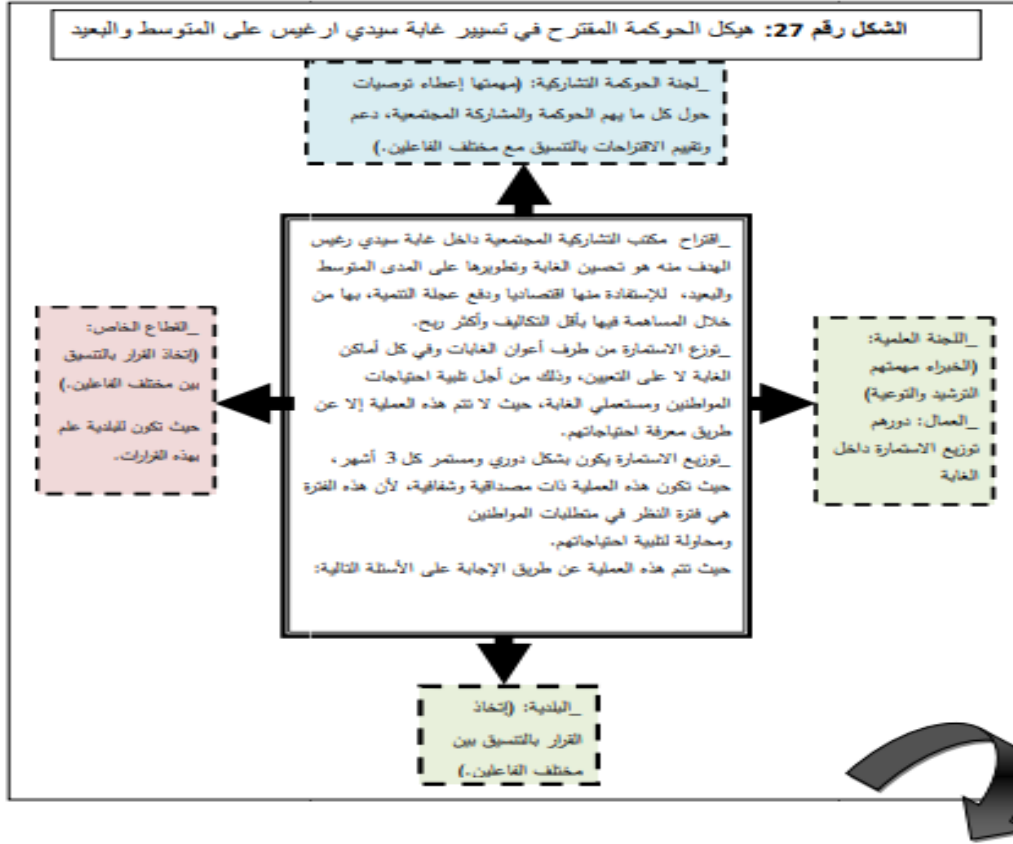 الشكل رقم 27: هيكل الحوكمة المقترح في تسيير غابة سيدي ارغيس على المتوسط والبعيد
_لجنة الحوكمة التشاركية: (مهمتها إعطاء توصيات
حول كل ما يهم الحوكمة والمشاركة المجتمعية، دعم
وتقييم الاقتراحات بالتنسيق مع مختلف الفاعلين.)
_اقتراح مكتب التشاركية المجتمعية داخل غابة سيدي رغيس
الهدف منه هو تحسين الغابة وتطويرها على المدى المتوسط
والبعيد، للإستفادة منها اقتصاديا ودفع عجلة التنمية، بها من
خلال المساهمة فيها بأقل التكاليف وأكثر ربح.
_توزع الاستمارة من طرف أعوان الغابات وفي كل أماكن
الغابة لا على التعيين، وذلك من أجل تلبية احتياجات
المواطنين ومستعملي الغابة، حيث لا تتم هذه العملية إلا عن
طريق معرفة احتياجاتهم.
_توزيع الاستمارة يكون بشكل دوري ومستمر كل 3 أشهر،
حيث تكون هذه العملية ذات مصداقية وشفافية، لأن هذه الفترة
هي فترة النظر في متطلبات المواطنين
ومحاولة لتلبية احتياجاتهم.
حيث تتم هذه العملية عن طريق الإجابة على الأسئلة التالية:
_اللجنة العلمية:
(الخبراء مهمتهم
الترشيد والتوعية)
_العمال: دورهم
توزيع الاستمارة داخل
الغابة
_القطاع الخاص:
(إتخاذ القرار بالتنسيق
بين مختلف الفاعلين.)
حيث تكون للبلدية علم
بهذه القرارات.
_البلدية: (إتخاذ
القرار بالتنسيق بين
مختلف الفاعلين.)